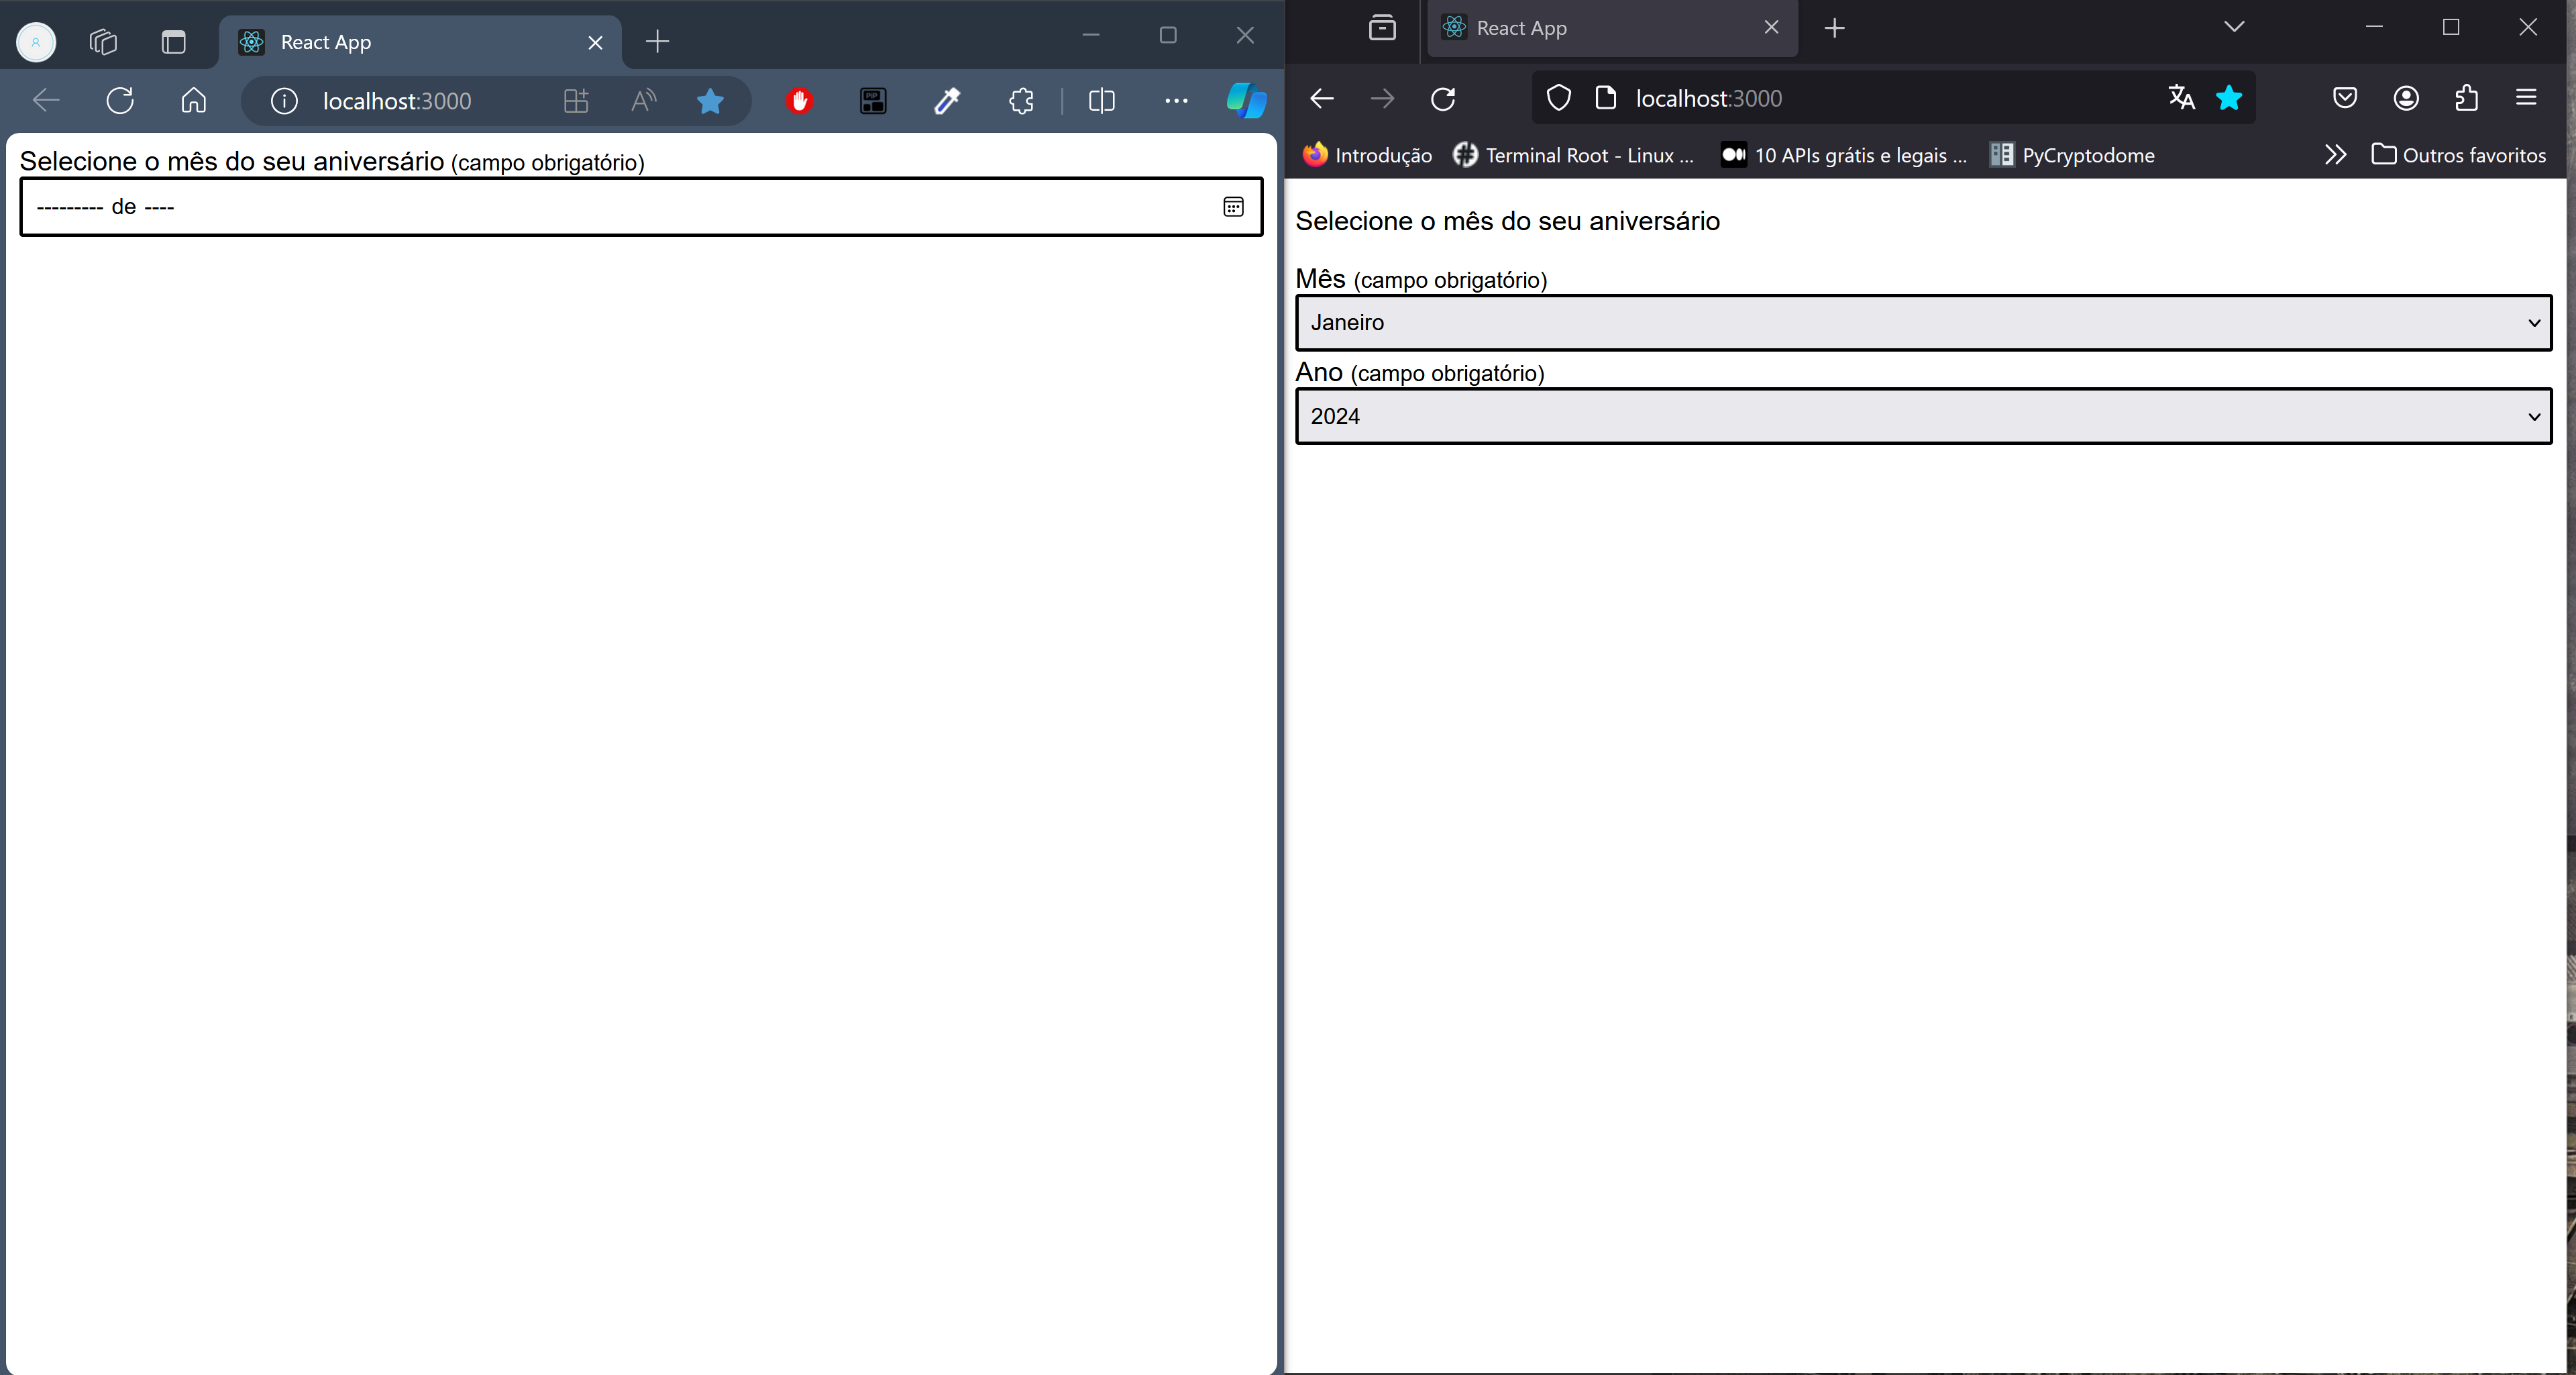 React App
localhost:3000
Selecione o mês do seu aniversário (campo obrigatório)
--------- de ----
React App
localhost:3000
Introdução
Terminal Root - Linux ...
10 APIs grátis e legais ...
PyCryptodome
Outros favoritos
Selecione o mês do seu aniversário
Mês (campo obrigatório)
Janeiro
Ano (campo obrigatório)
2024